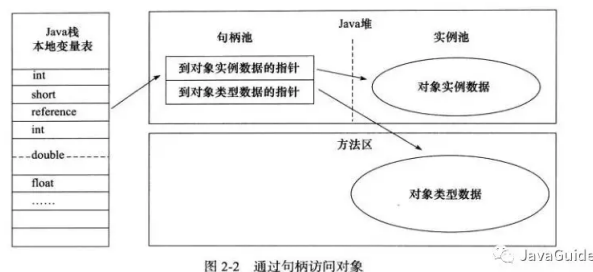 Java栈
本地变量表
int
short
reference
int
double
float
……
Java堆
句柄池
实例池
到对象实例数据的指针
到对象类型数据的指针
对象实例数据
方法区
对象类型数据
JavaGuide
图 2-2 通过句柄访问对象